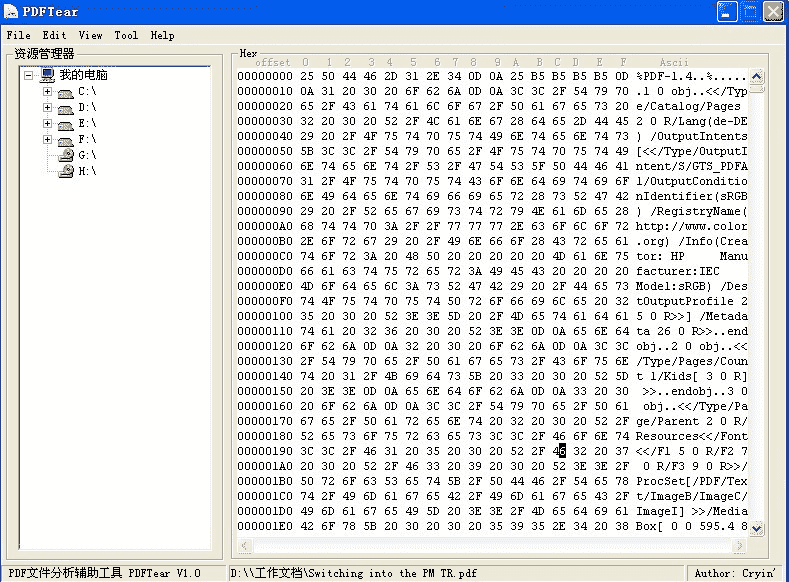 PDFTear
File Edit View Tool Help
资源管理器
我的电脑
C:\
D:\
E:\
F:\
G:\
H:\
Hex
offset 0 1 2 3 4 5 6 7 8 9 A B C D E F Ascii
00000000 25 50 44 46 2D 31 2E 34 0D 0A 25 B5 B5 B5 B5 0D %PDF-1.4..%.....
00000010 0A 31 20 30 20 6F 62 6A 0D 0A 3C 3C 2F 54 79 70 .1 0 obj..<</Typ
00000020 65 2F 43 61 74 61 6C 6F 67 2F 50 61 67 65 73 20 e/Catalog/Pages
00000030 32 20 30 20 52 2F 4C 61 6E 67 28 64 65 2D 44 45 2 0 R/Lang(de-DE
00000040 29 20 2F 4F 75 74 70 75 74 49 6E 74 65 6E 74 73 ) /OutputIntents
00000050 5B 3C 3C 2F 54 79 70 65 2F 4F 75 74 70 75 74 49 [<</Type/OutputI
00000060 6E 74 65 6E 74 2F 53 2F 47 54 53 5F 50 44 46 41 ntent/S/GTS_PDFA
00000070 31 2F 4F 75 74 70 75 74 43 6F 6E 64 69 74 69 6F 1/OutputConditio
00000080 6E 49 64 65 6E 74 69 66 69 65 72 28 73 52 47 42 nIdentifier(sRGB
00000090 29 20 2F 52 65 67 69 73 74 72 79 4E 61 6D 65 28 ) /RegistryName(
000000A0 68 74 74 70 3A 2F 2F 77 77 77 2E 63 6F 6C 6F 72 http://www.color
000000B0 2E 6F 72 67 29 20 2F 49 6E 66 6F 28 43 72 65 61 .org) /Info(Crea
000000C0 74 6F 72 3A 20 48 50 20 20 20 20 20 4D 61 6E 75 tor: HP Manu
000000D0 66 61 63 74 75 72 65 72 3A 49 45 43 20 20 20 20 facturer:IEC
000000E0 4D 6F 64 65 6C 3A 73 52 47 42 29 20 2F 44 65 73 Model:sRGB) /Des
000000F0 74 4F 75 74 70 75 74 50 72 6F 66 69 6C 65 20 32 tOutputProfile 2
00000100 35 20 30 20 52 3E 3E 5D 20 2F 4D 65 74 61 64 61 5 0 R>>] /Metada
00000110 74 61 20 32 36 20 30 20 52 3E 3E 0D 0A 65 6E 64 ta 26 0 R>>..end
00000120 6F 62 6A 0D 0A 32 20 30 20 6F 62 6A 0D 0A 3C 3C obj..2 0 obj..<<
00000130 2F 54 79 70 65 2F 50 61 67 65 73 2F 43 6F 75 6E /Type/Pages/Coun
00000140 74 20 31 2F 4B 69 64 73 5B 20 33 20 30 20 52 5D t 1/Kids[ 3 0 R]
00000150 20 3E 3E 0D 0A 65 6E 64 6F 62 6A 0D 0A 33 20 30 >>..endobj..3 0
00000160 20 6F 62 6A 0D 0A 3C 3C 2F 54 79 70 65 2F 50 61 obj..<</Type/Pa
00000170 67 65 2F 50 61 72 65 6E 74 20 32 20 30 20 52 2F ge/Parent 2 0 R/
00000180 52 65 73 6F 75 72 63 65 73 3C 3C 2F 46 6F 6E 74 Resources<</Font
00000190 3C 3C 2F 46 31 20 35 20 30 20 52 2F 46 32 20 37 <</F1 5 0 R/F2 7
000001A0 20 30 20 52 2F 46 33 20 39 20 30 20 52 3E 3E 2F 0 R/F3 9 0 R>>/
000001B0 50 72 6F 63 53 65 74 5B 2F 50 44 46 2F 54 65 78 ProcSet[/PDF/Tex
000001C0 74 2F 49 6D 61 67 65 42 2F 49 6D 61 67 65 43 2F t/ImageB/ImageC/
000001D0 49 6D 61 67 65 49 5D 20 3E 3E 2F 4D 65 64 69 61 ImageI] >>/Media
000001E0 42 6F 78 5B 20 30 20 30 20 35 39 35 2E 34 20 38 Box[ 0 0 595.4 8
PDF文件分析辅助工具 PDFTear V1.0
D:\\工作文档\Switching into the PM TR.pdf
Author: Cryin'